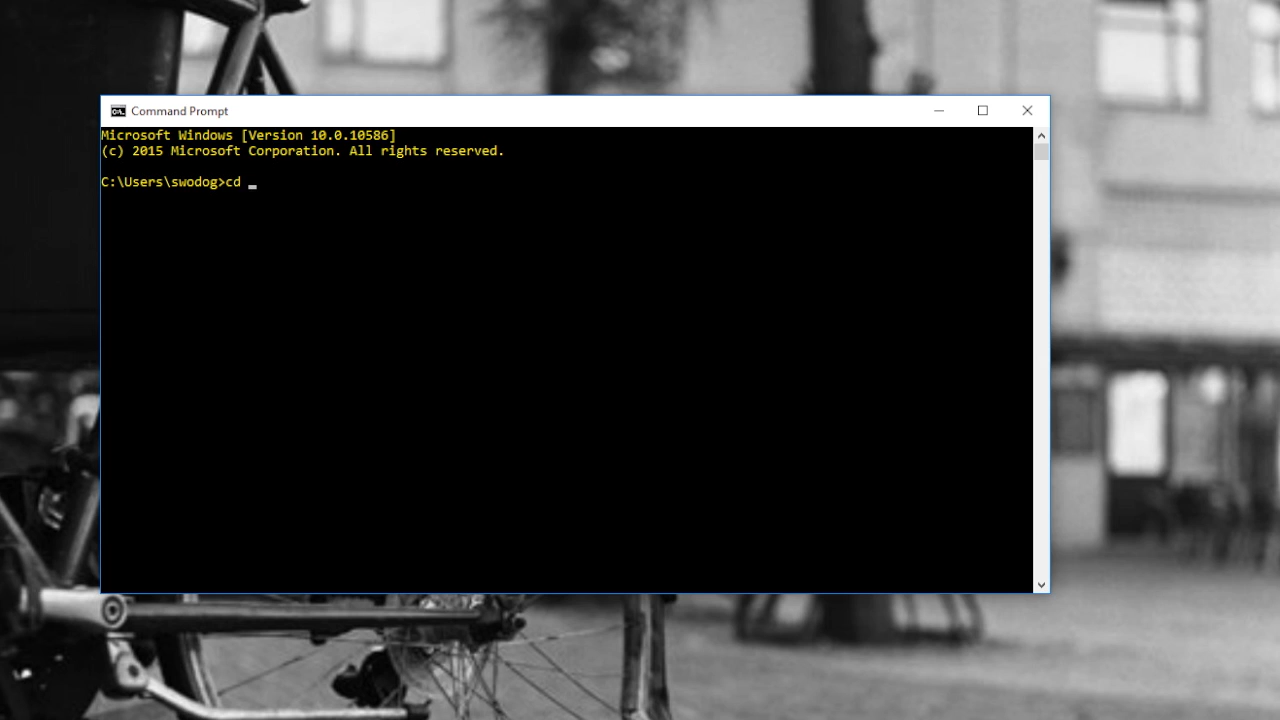 Command Prompt
Microsoft Windows [Version 10.0.10586]
(c) 2015 Microsoft Corporation. All rights reserved.
C:\Users\swodog>cd